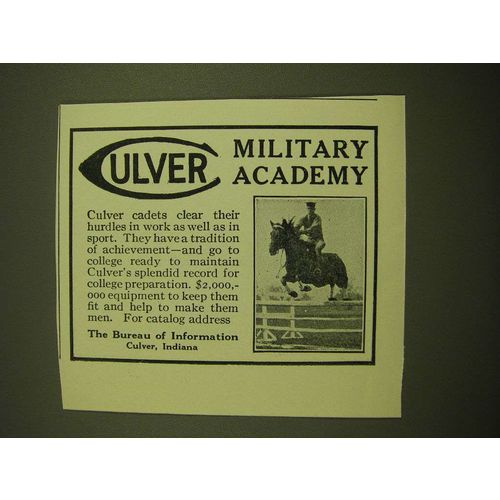 CULVER MILITARY
ACADEMY
Culver cadets clear their
hurdles in work as well as in
sport. They have a tradition
of achievement—and go to
college ready to maintain
Culver's splendid record for
college preparation. $2,000,-
000 equipment to keep them
fit and help to make them
men. For catalog address
The Bureau of Information
Culver, Indiana